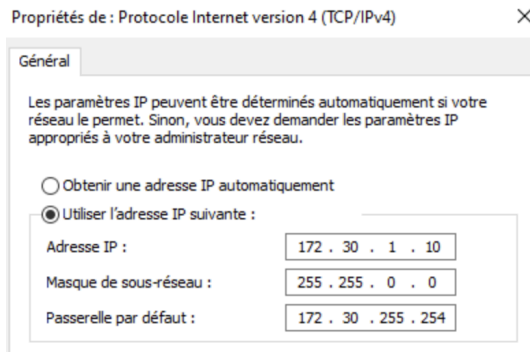 Propriétés de : Protocole Internet version 4 (TCP/IPv4)
Général
Les paramètres IP peuvent être déterminés automatiquement si votre
réseau le permet. Sinon, vous devez demander les paramètres IP
appropriés à votre administrateur réseau.
Obtenir une adresse IP automatiquement
Utiliser l'adresse IP suivante :
Adresse IP : 172 . 30 . 1 . 10
Masque de sous-réseau : 255 . 255 . 0 . 0
Passerelle par défaut : 172 . 30 . 255 . 254